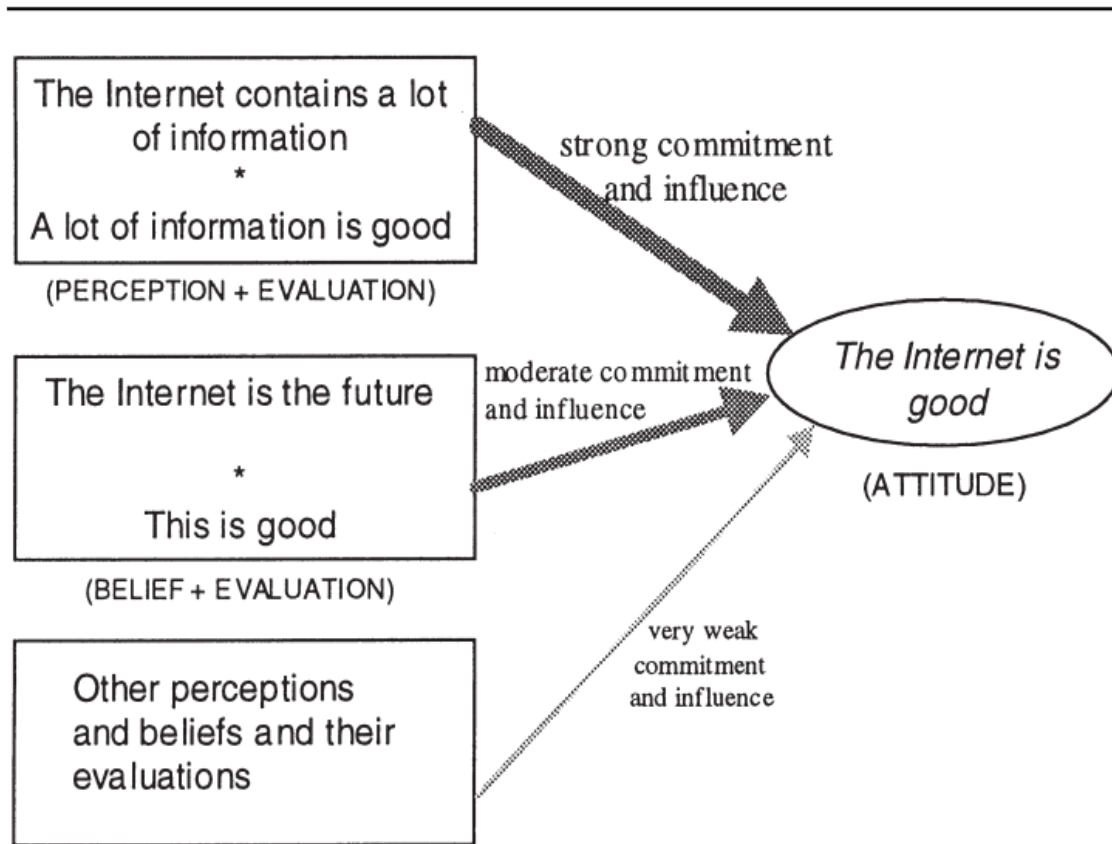 The Internet contains a lot
of information
*
A lot of information is good
(PERCEPTION + EVALUATION)
strong commitment
and influence
The Internet is the future
*
This is good
(BELIEF + EVALUATION)
moderate commitment
and influence
The Internet is
good
(ATTITUDE)
Other perceptions
and beliefs and their
evaluations
very weak
commitment
and influence